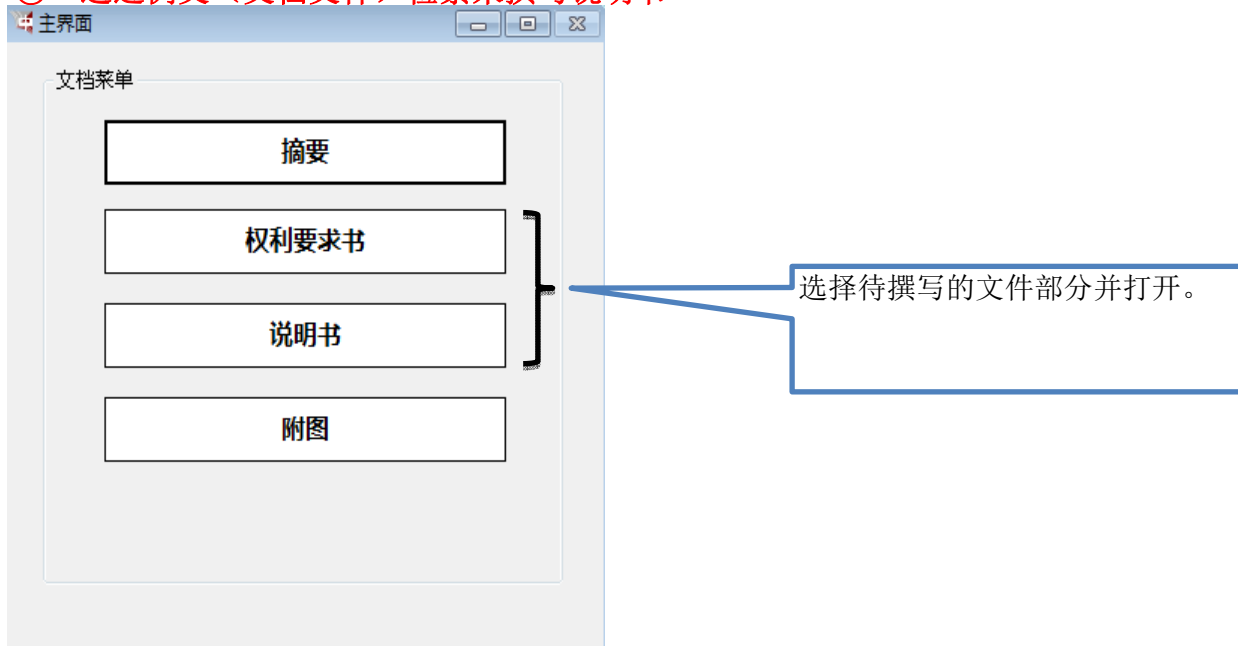 主界面
文档菜单
摘要
权利要求书
说明书
附图
选择待撰写的文件部分并打开。